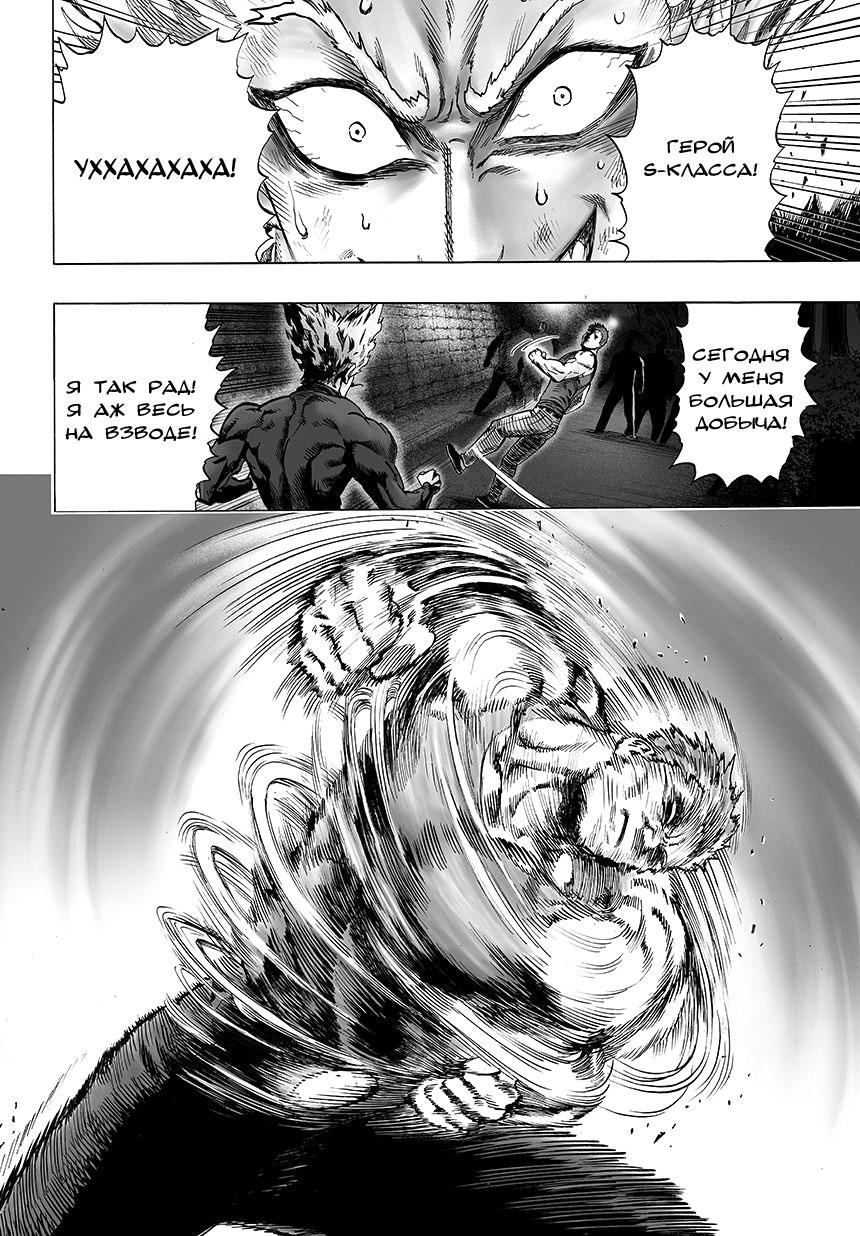 ГЕРОЙ
S-КЛАССА!
УХХАХАХАХА!
СЕГОДНЯ
У МЕНЯ
БОЛЬШАЯ
ДОБЫЧА!
Я ТАК РАД!
Я АЖ ВЕСЬ
НА ВЗВОДЕ!